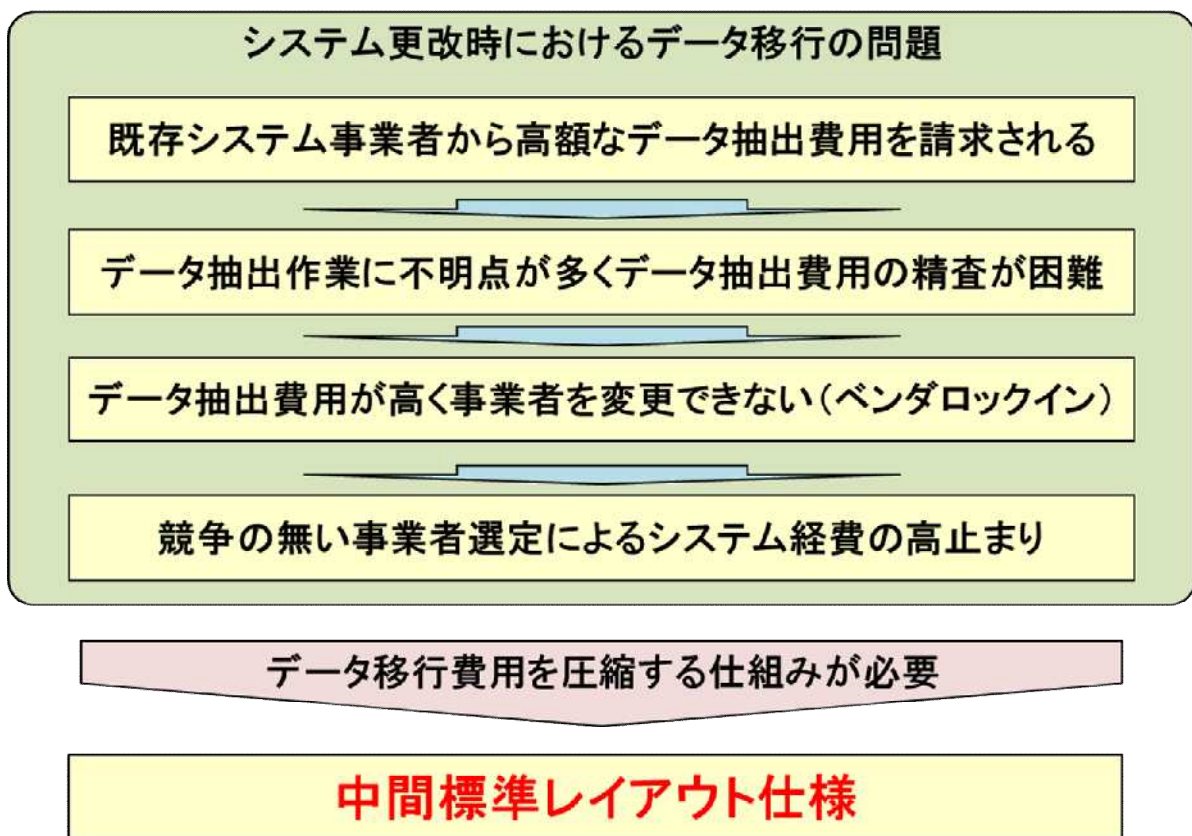 システム更改時におけるデータ移行の問題
既存システム事業者から高額なデータ抽出費用を請求される
データ抽出作業に不明点が多くデータ抽出費用の精査が困難
データ抽出費用が高く事業者を変更できない（ベンダロックイン）
競争の無い事業者選定によるシステム経費の高止まり
データ移行費用を圧縮する仕組みが必要
中間標準レイアウト仕様